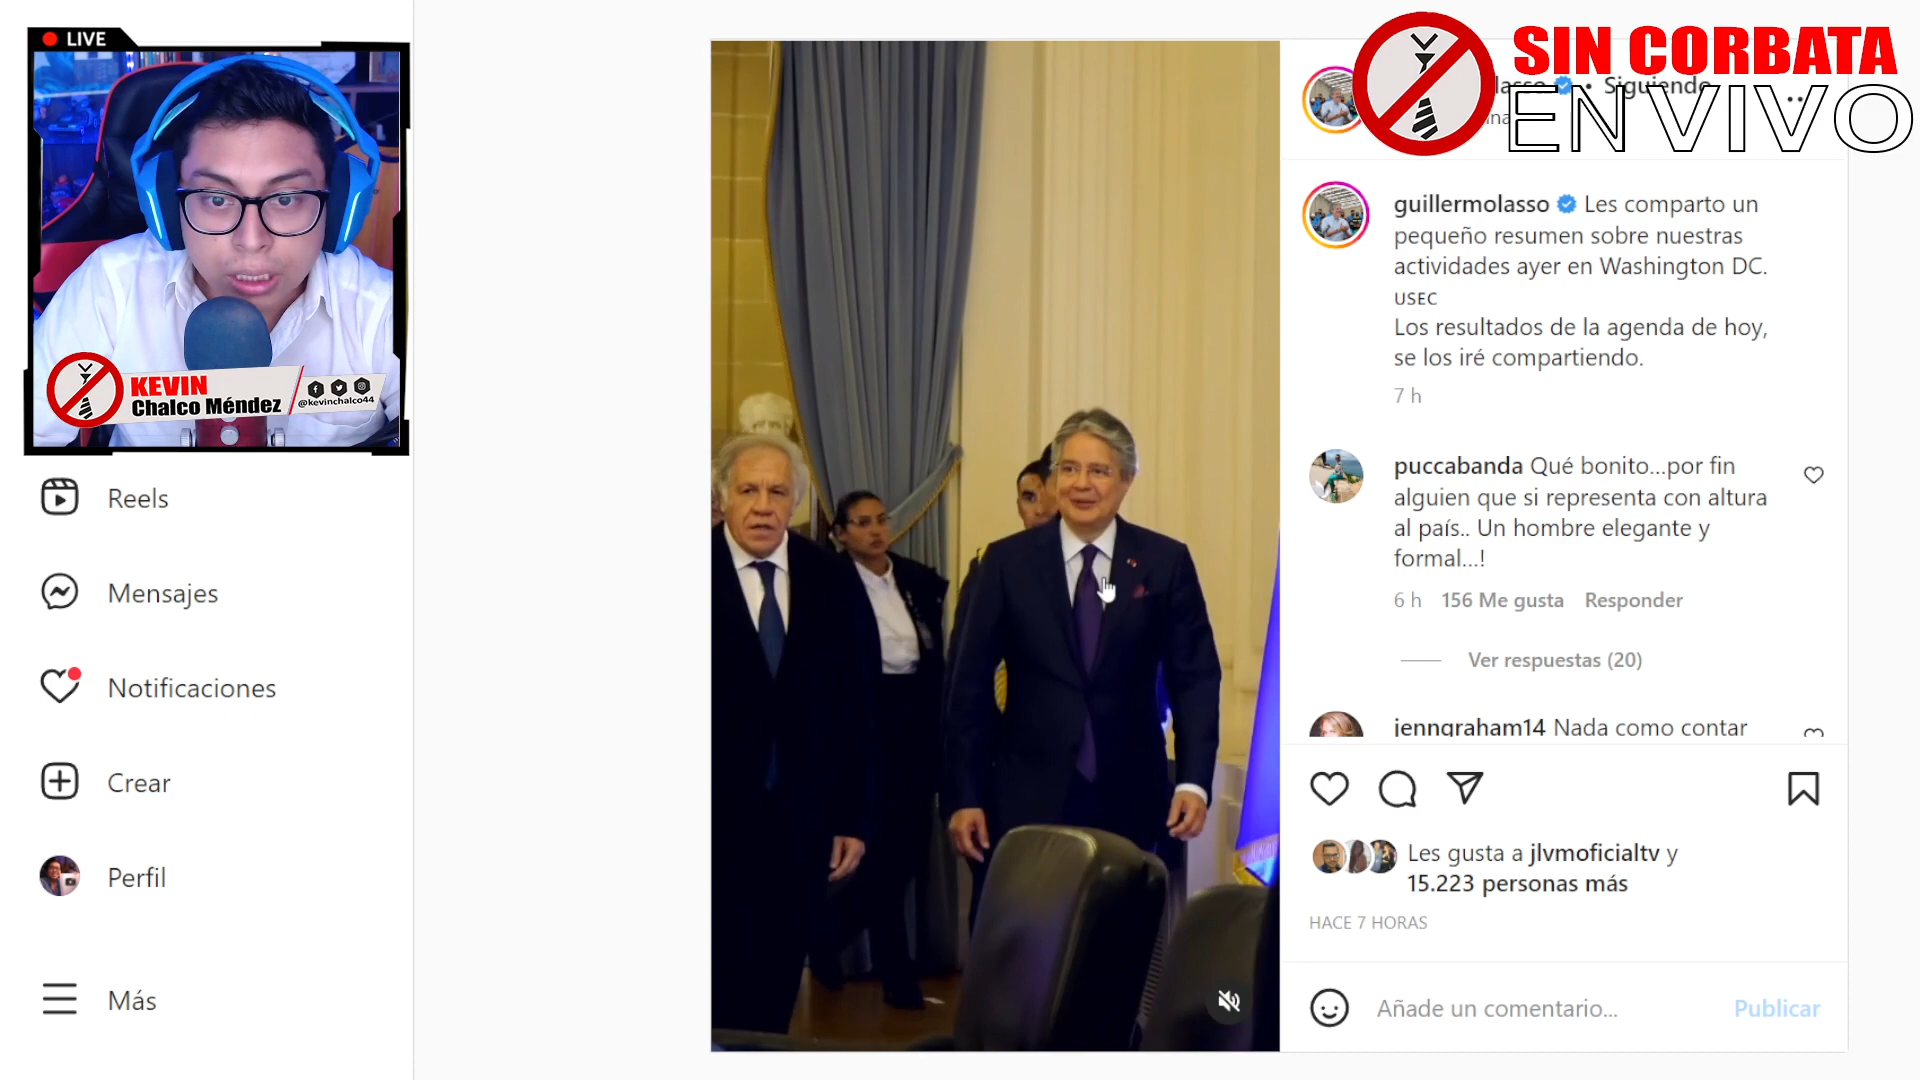 LIVE
KEVIN
Chalco Méndez
@kevinchalco44
Reels
Mensajes
Notificaciones
Crear
Perfil
Más
SIN CORBATA
EN VIVO
lasso • Siguiendo
guillermolasso Les comparto un
pequeño resumen sobre nuestras
actividades ayer en Washington DC.
USEC
Los resultados de la agenda de hoy,
se los iré compartiendo.
7 h
puccabanda Qué bonito...por fin
alguien que si representa con altura
al país.. Un hombre elegante y
formal...!
6 h 156 Me gusta Responder
Ver respuestas (20)
jenngraham14 Nada como contar
Les gusta a jlvmoficialtv y
15.223 personas más
HACE 7 HORAS
Añade un comentario... Publicar